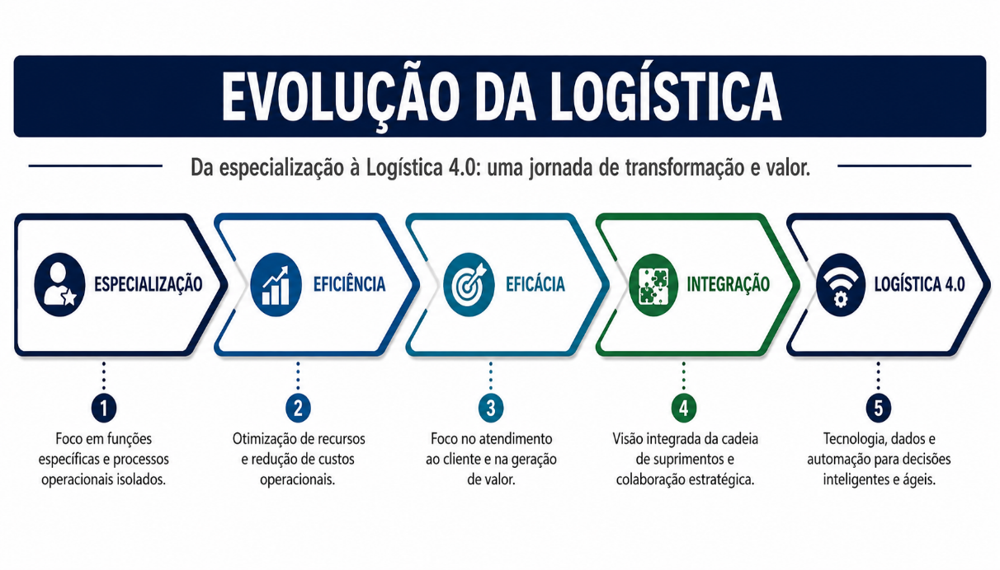 EVOLUÇÃO DA LOGÍSTICA
Da especialização à Logística 4.0: uma jornada de transformação e valor.
ESPECIALIZAÇÃO
EFICIÊNCIA
EFICÁCIA
INTEGRAÇÃO
LOGÍSTICA 4.0
1
Foco em funções
específicas e processos
operacionais isolados.
2
Otimização de recursos
e redução de custos
operacionais.
3
Foco no atendimento
ao cliente e na geração
de valor.
4
Visão integrada da cadeia
de suprimentos e
colaboração estratégica.
5
Tecnologia, dados e
automação para decisões
inteligentes e ágeis.